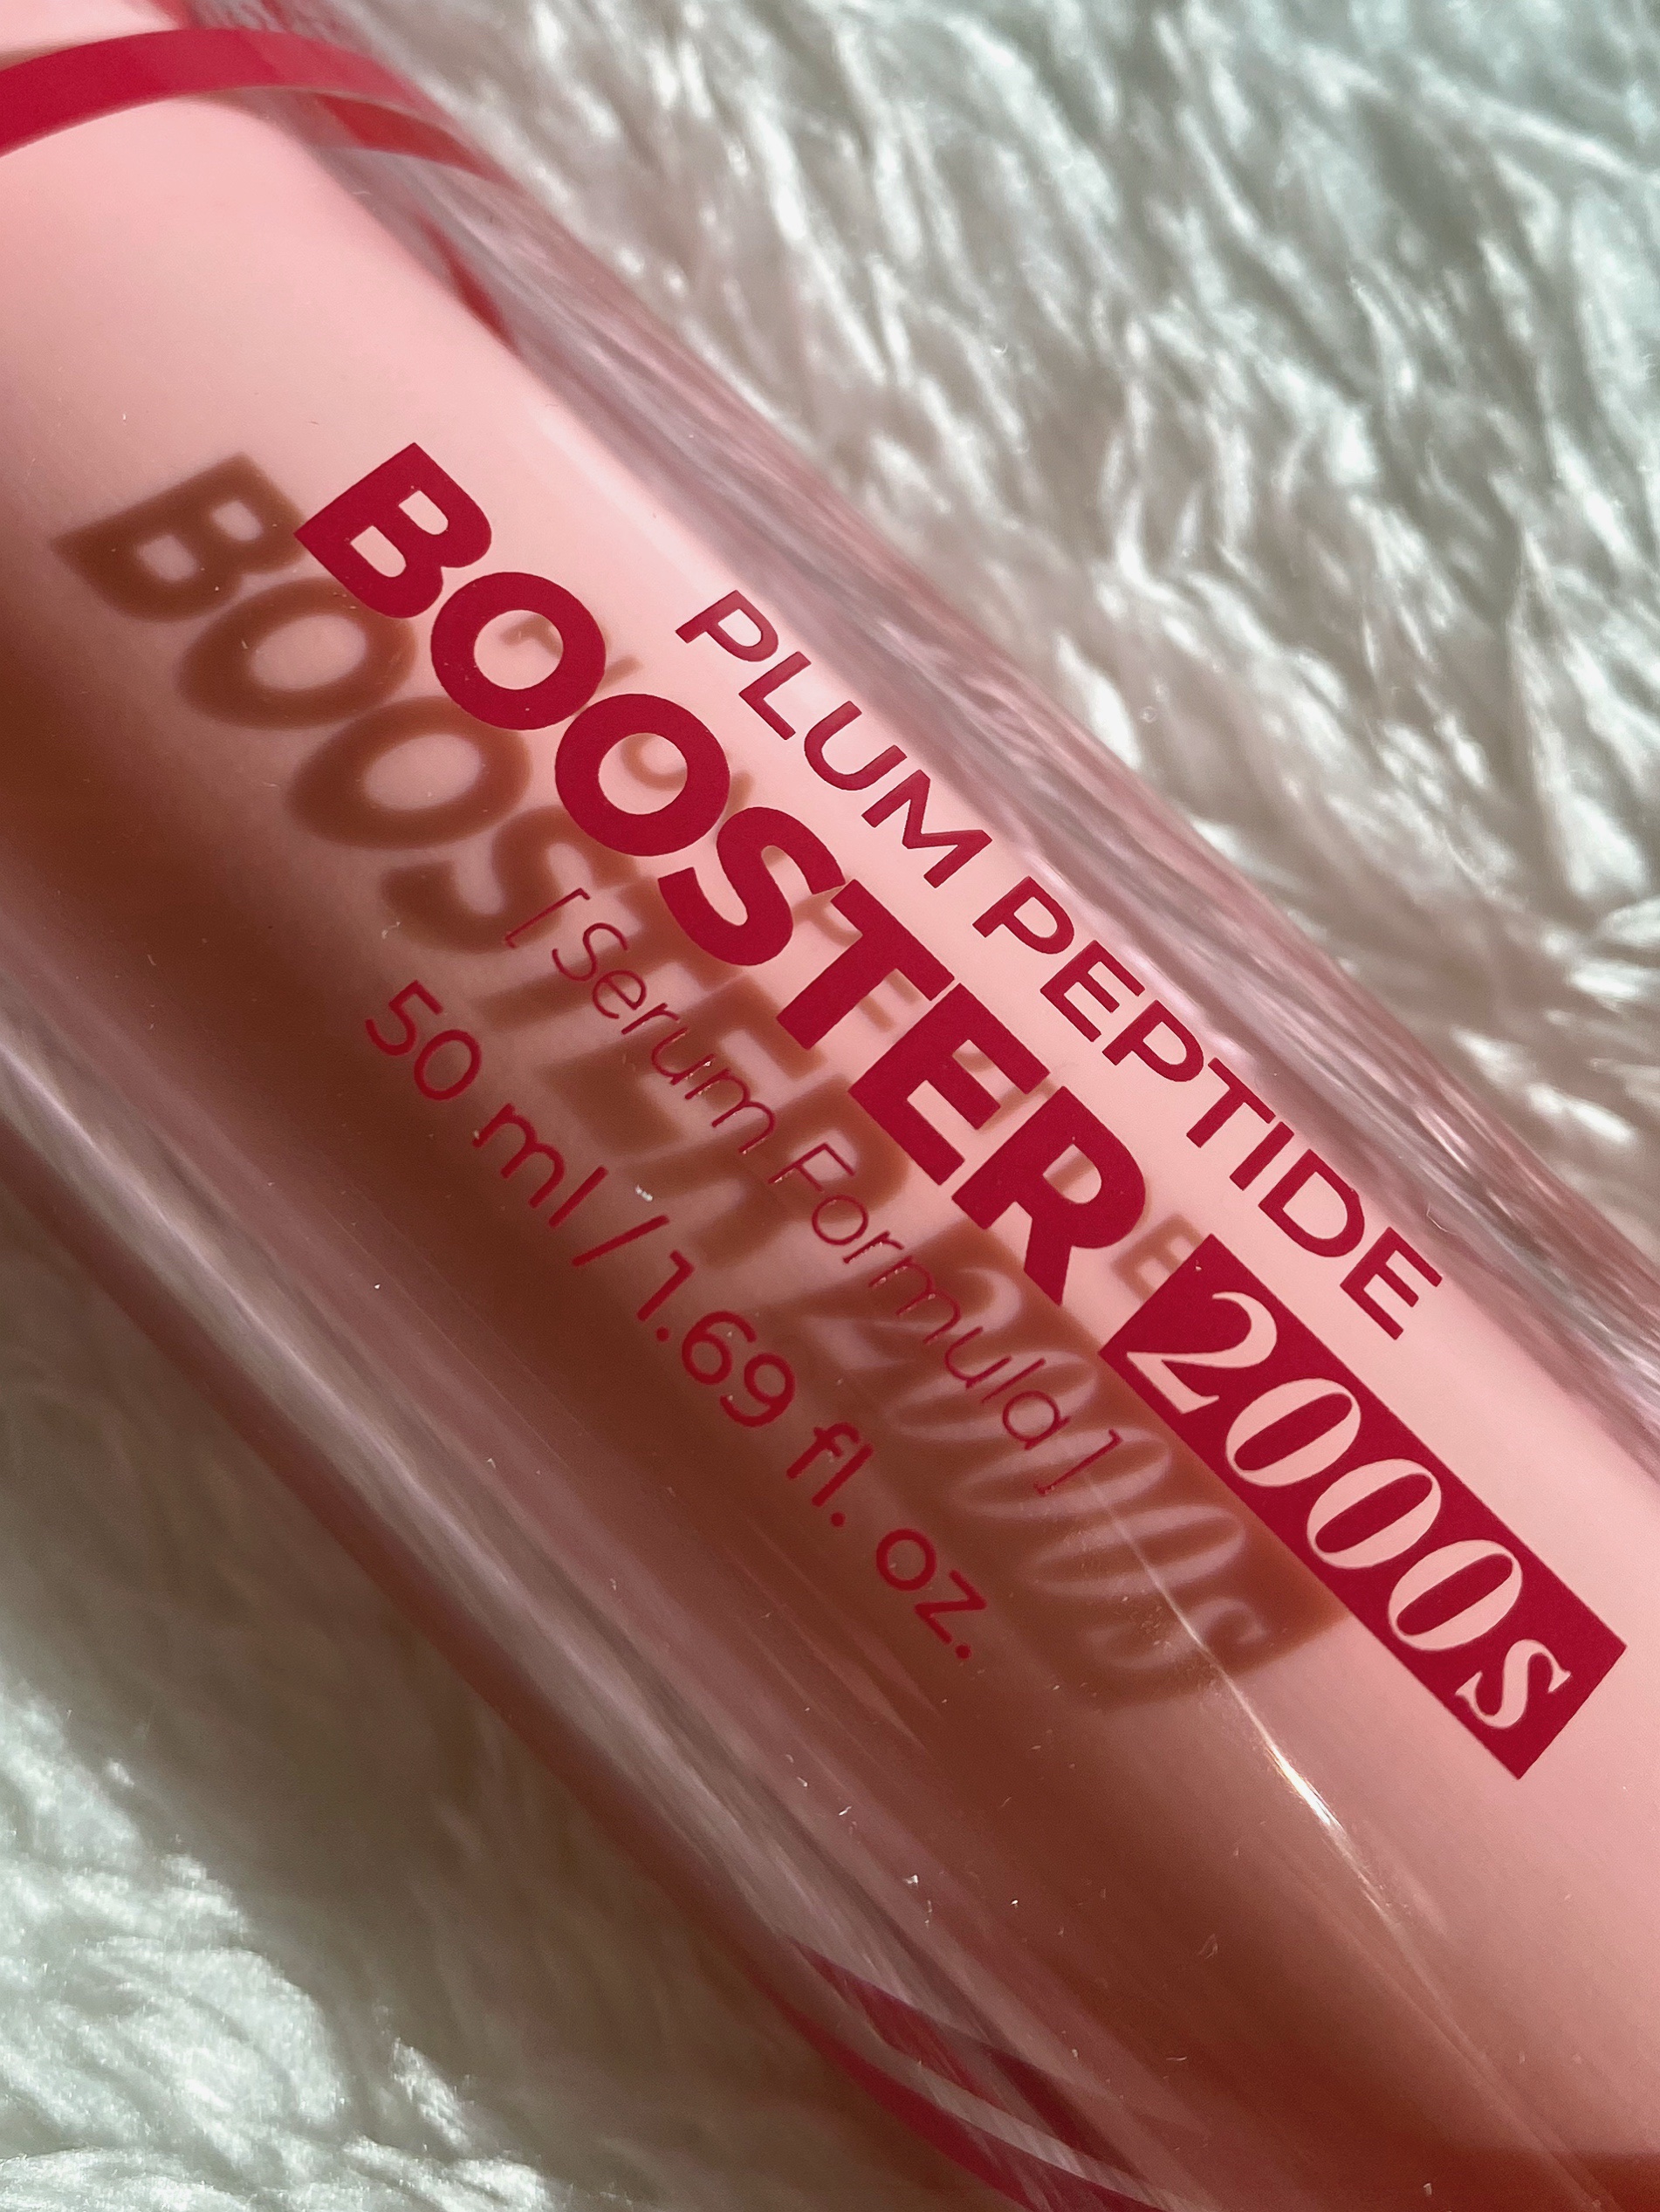 PLUM PEPTIDE
BOOSTER 2000s
[ Serum Formula ]
50 ml / 1.69 fl. oz.